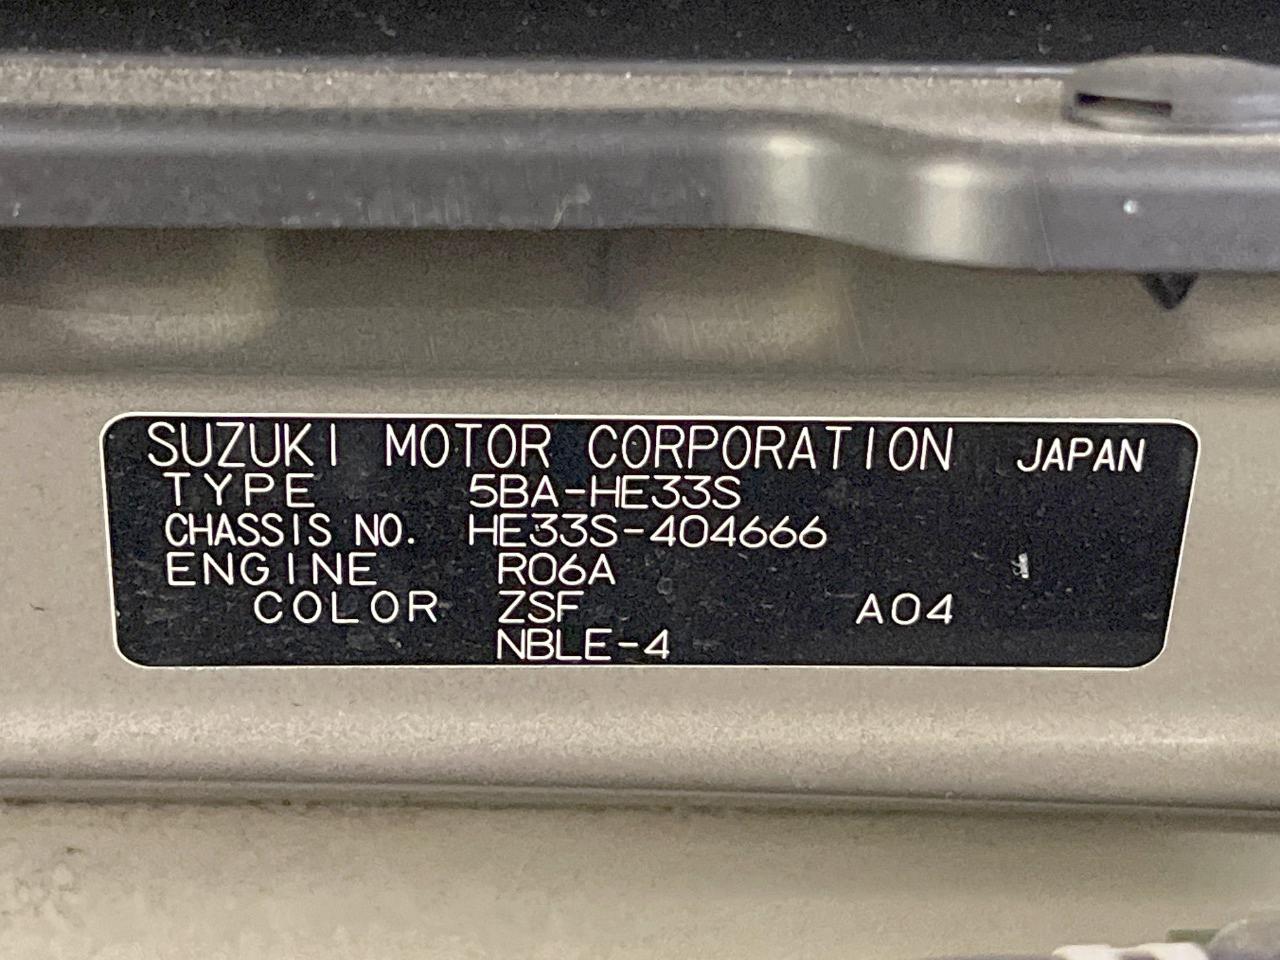 SUZUKI MOTOR CORPORATION JAPAN
TYPE 5BA-HE33S
CHASSIS NO. HE33S-404666
ENGINE R06A
COLOR ZSF A04
NBLE-4